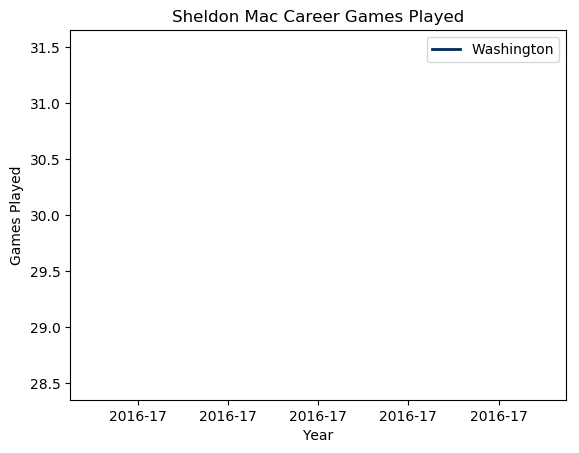 Sheldon Mac Career Games Played
Washington
Games Played
31.5
31.0
30.5
30.0
29.5
29.0
28.5
2016-17 2016-17 2016-17 2016-17 2016-17
Year